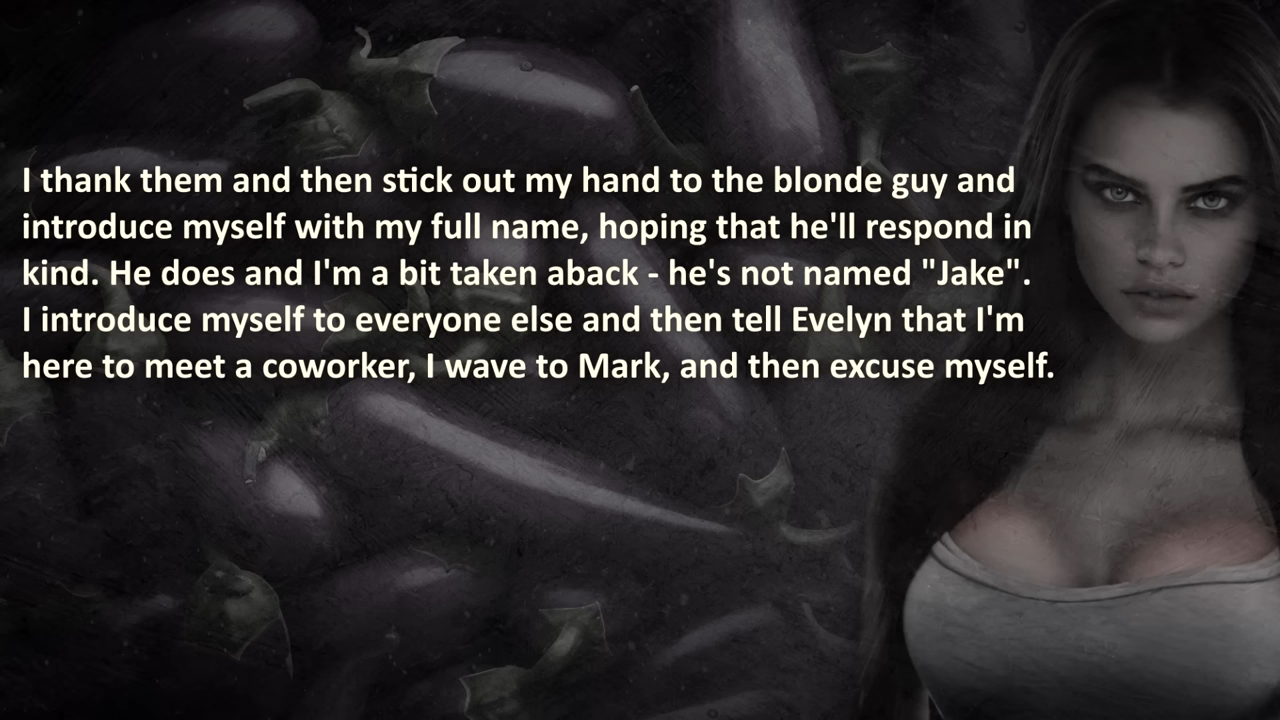 I thank them and then stick out my hand to the blonde guy and
introduce myself with my full name, hoping that he'll respond in
kind. He does and I'm a bit taken aback - he's not named "Jake".
I introduce myself to everyone else and then tell Evelyn that I'm
here to meet a coworker, I wave to Mark, and then excuse myself.